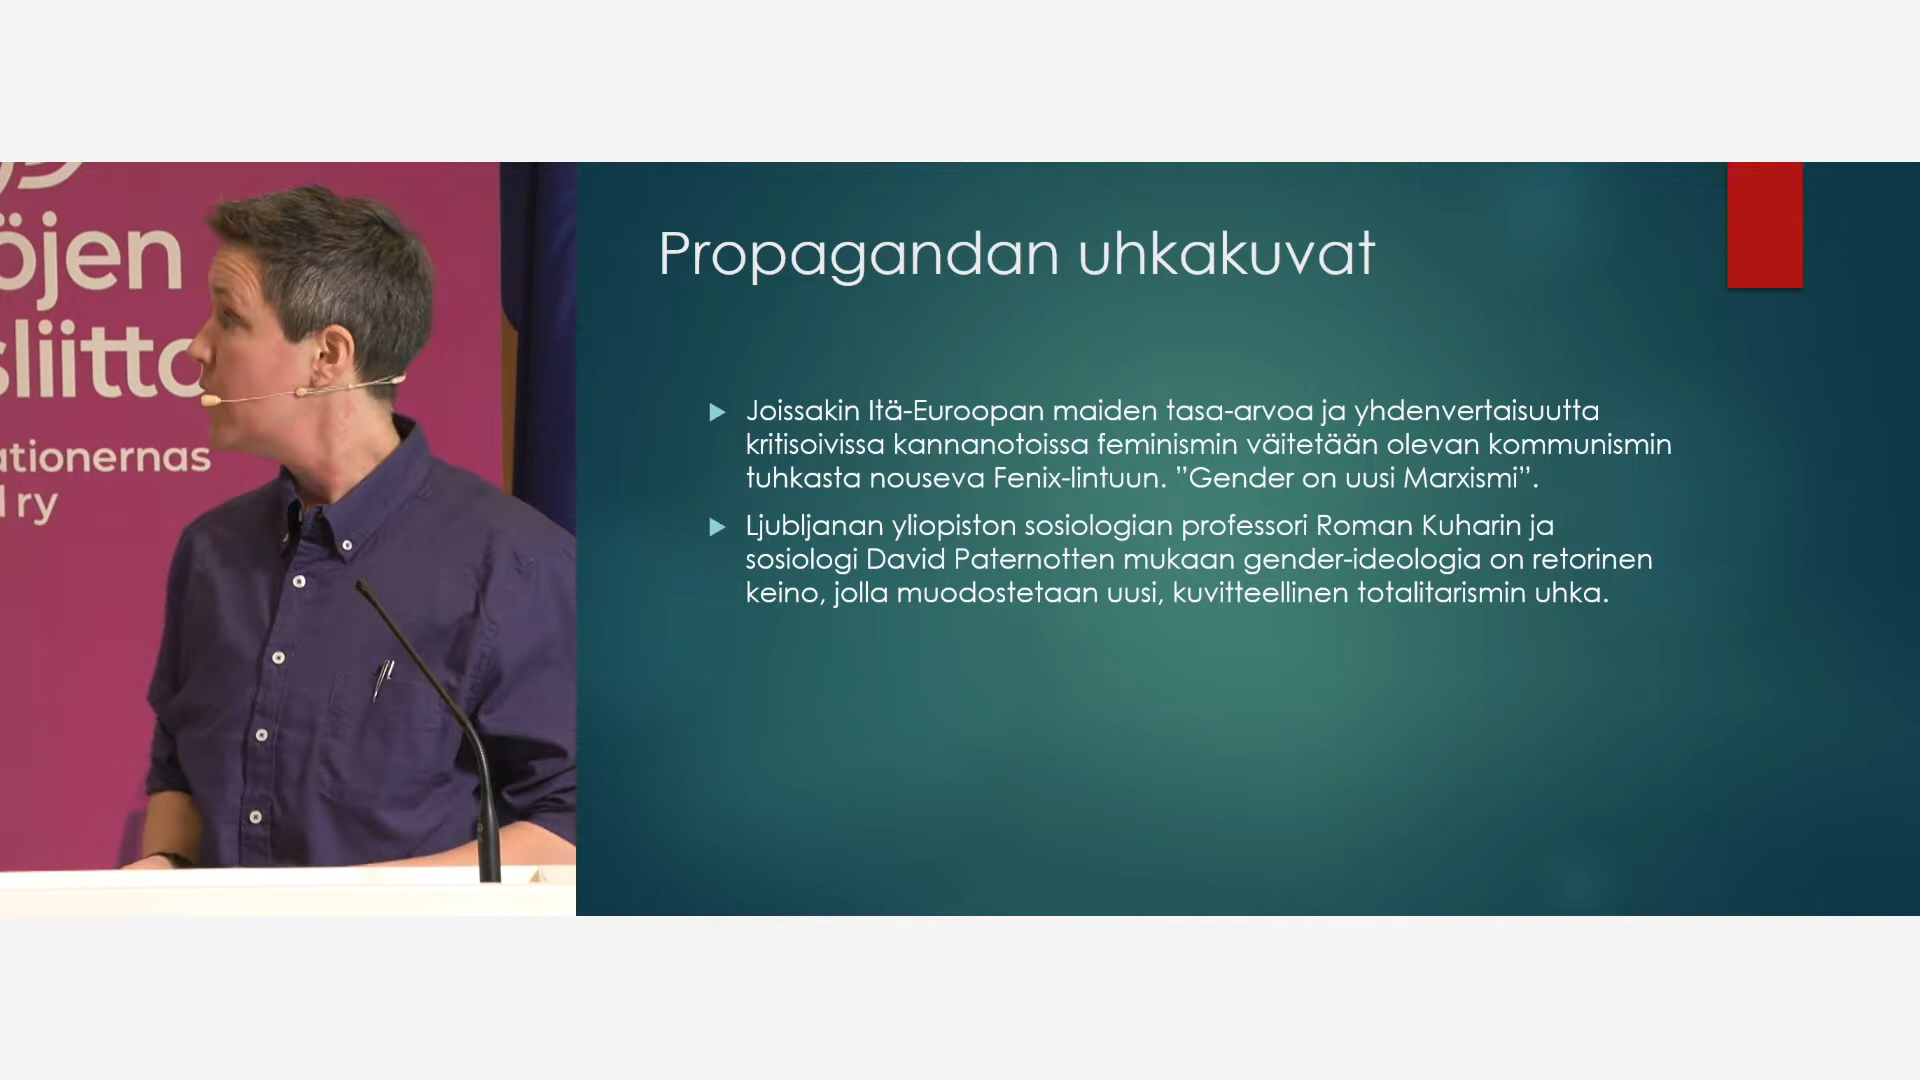 öjen
sliitto
ationernas
d ry
Propagandan uhkakuvat
Joissakin Itä-Euroopan maiden tasa-arvoa ja yhdenvertaisuutta
kritisoivissa kannanotoissa feminismin väitetään olevan kommunismin
tuhkasta nouseva Fenix-lintuun. ”Gender on uusi Marxismi”.
Ljubljanan yliopiston sosiologian professori Roman Kuharin ja
sosiologi David Paternotten mukaan gender-ideologia on retorinen
keino, jolla muodostetaan uusi, kuvitteellinen totalitarismin uhka.